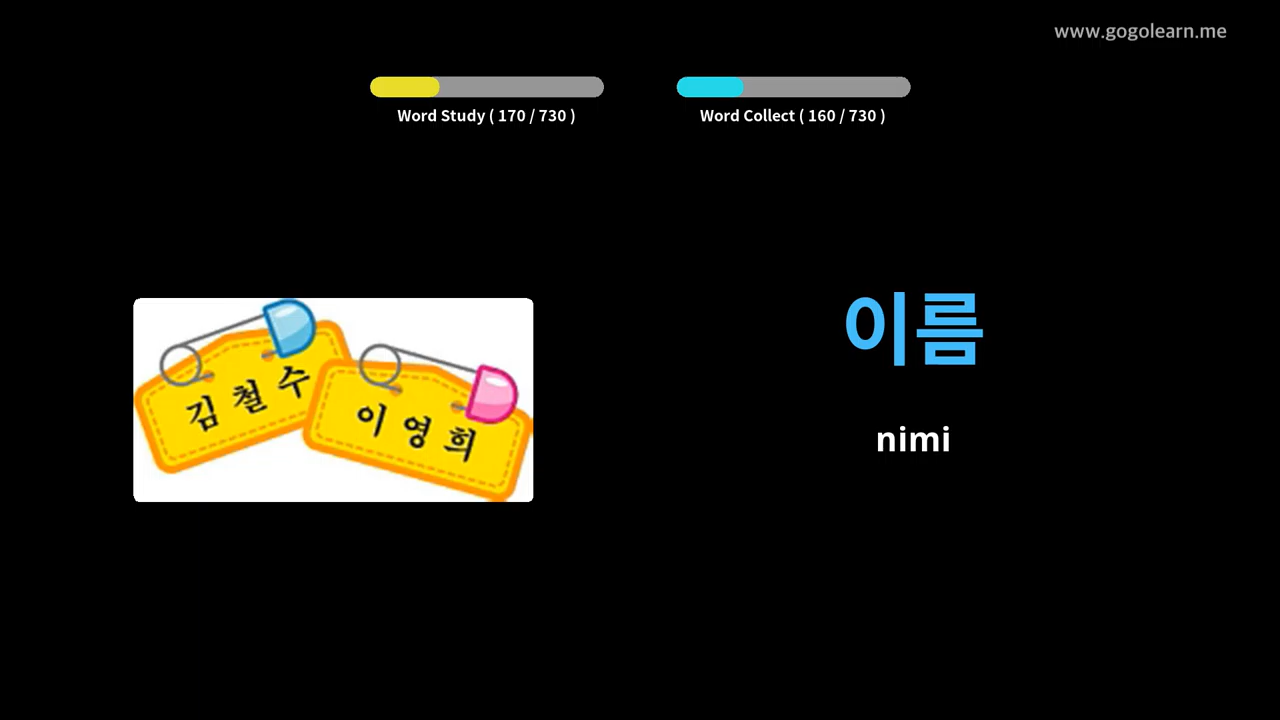 www.gogolearn.me
Word Study ( 170 / 730 )
Word Collect ( 160 / 730 )
김철수
이영희
이름
nimi